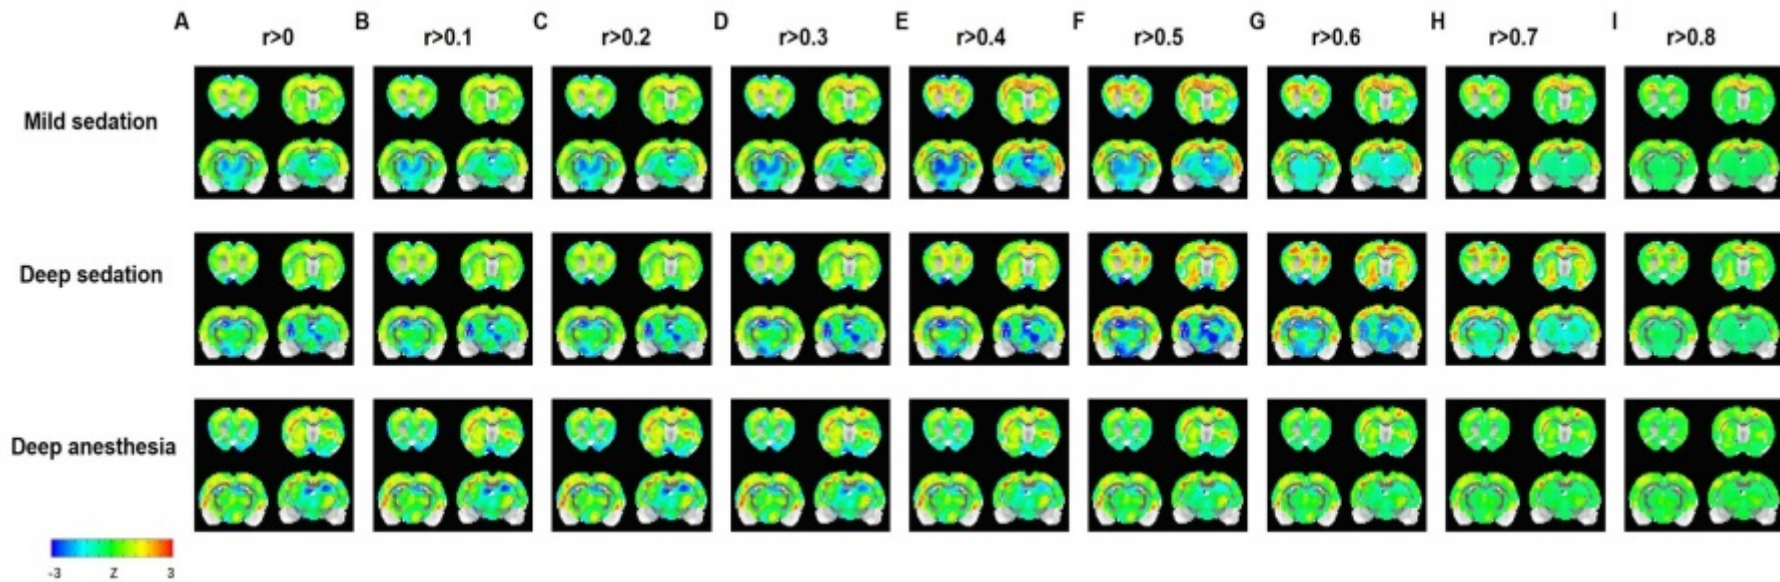 A r>0 B r>0.1 C r>0.2 D r>0.3 E r>0.4 F r>0.5 G r>0.6 H r>0.7 I r>0.8
Mild sedation
Deep sedation
Deep anesthesia
-3 Z 3